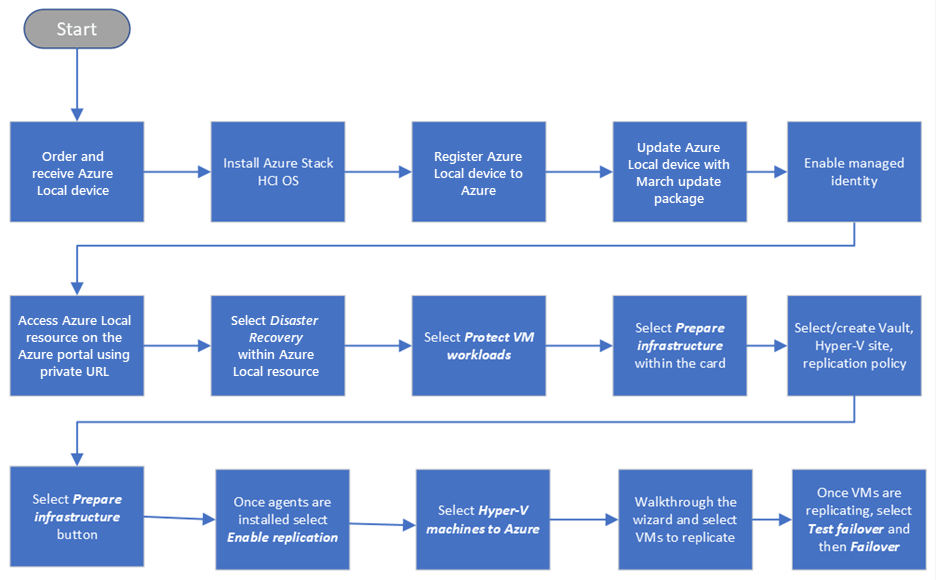 Start
Order and
receive Azure
Local device
Install Azure Stack
HCI OS
Register Azure
Local device to
Azure
Update Azure
Local device with
March update
package
Enable managed
identity
Access Azure Local
resource on the
Azure portal using
private URL
Select Disaster
Recovery
within Azure
Local resource
Select Protect VM
workloads
Select Prepare
infrastructure
within the card
Select/create Vault,
Hyper-V site,
replication policy
Select Prepare
infrastructure
button
Once agents are
installed select
Enable replication
Select Hyper-V
machines to Azure
Walkthrough the
wizard and select
VMs to replicate
Once VMs are
replicating, select
Test failover and
then Failover